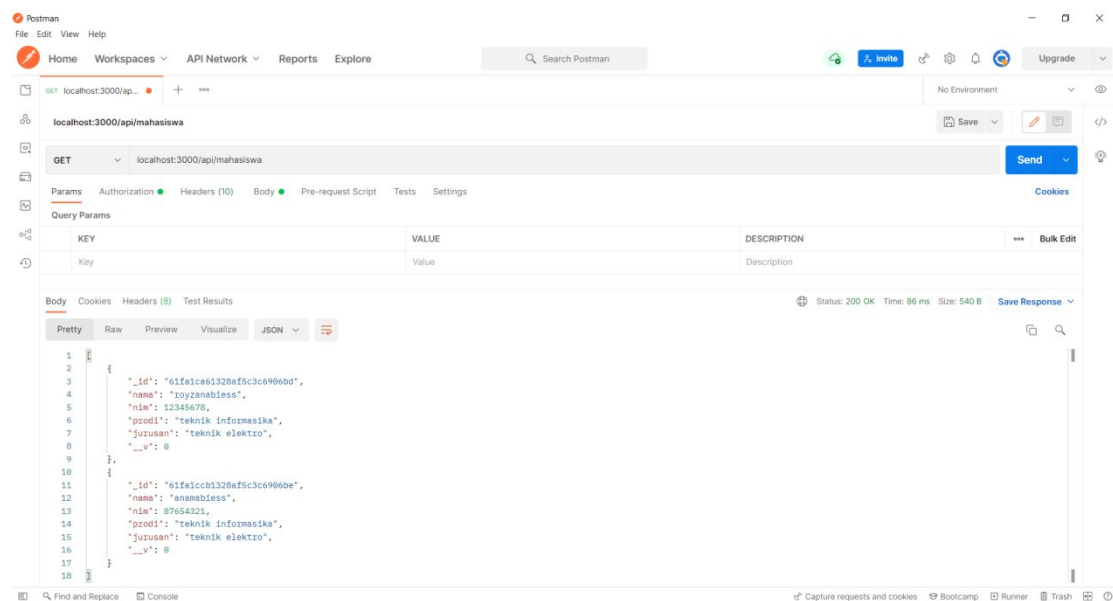 Postman
File Edit View Help
Home Workspaces API Network Reports Explore Search Postman Invite Upgrade
GET localhost:3000/ap... No Environment
localhost:3000/api/mahasiswa Save
GET localhost:3000/api/mahasiswa Send
Params Authorization Headers (10) Body Pre-request Script Tests Settings Cookies
Query Params
KEY VALUE DESCRIPTION Bulk Edit
Key Value Description
Body Cookies Headers (8) Test Results Status: 200 OK Time: 86 ms Size: 540 B Save Response
Pretty Raw Preview Visualize JSON
1 [
2 {
3 "_id": "61fa1ca61328af5c3c6906bd",
4 "nama": "royzanabiess",
5 "nim": 12345678,
6 "prodi": "teknik informasika",
7 "jurusan": "teknik elektro",
8 "__v": 0
9 },
10 {
11 "_id": "61fa1ccb1328af5c3c6906be",
12 "nama": "anamabiess",
13 "nim": 87654321,
14 "prodi": "teknik informasika",
15 "jurusan": "teknik elektro",
16 "__v": 0
17 }
18 ]
Find and Replace Console Capture requests and cookies Bootcamp Runner Trash